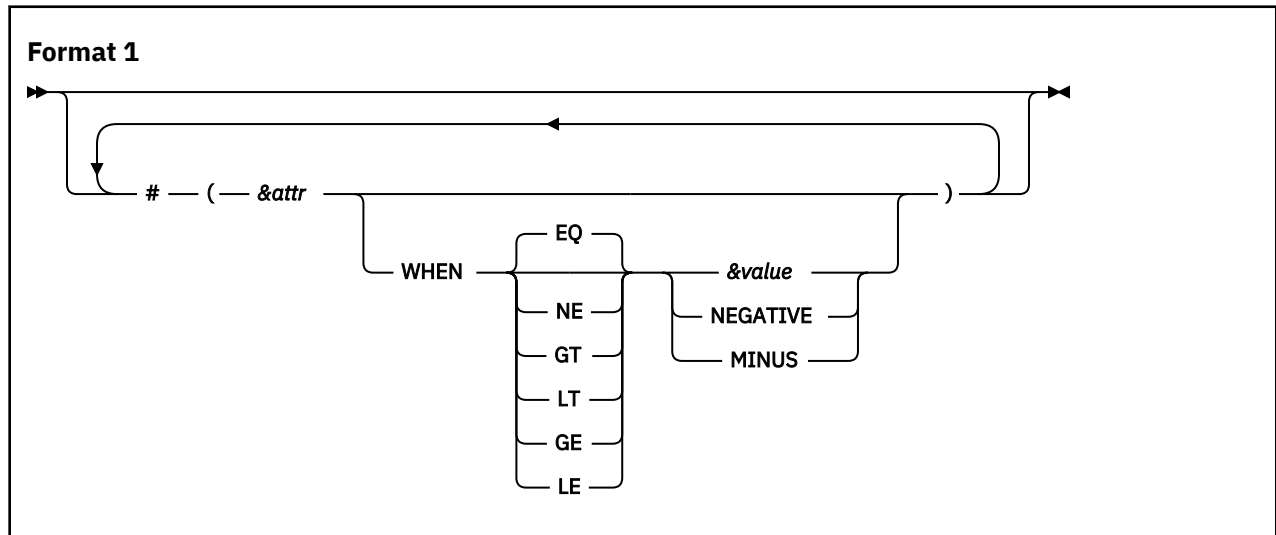 Format 1
# ( &attr )
EQ
WHEN &value
NE NEGATIVE
GT MINUS
LT
GE
LE